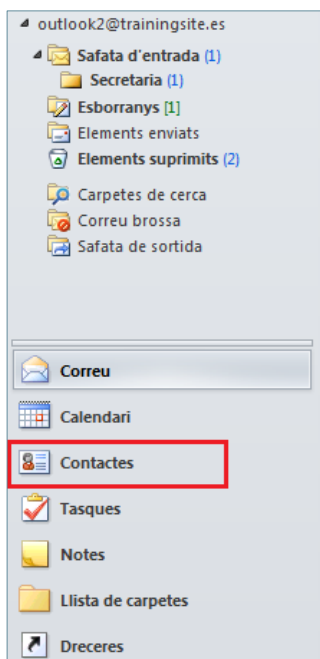 outlook2@trainingsite.es
Safata d'entrada (1)
Secretaria (1)
Esborranys [1]
Elements enviats
Elements suprimits (2)
Carpetes de cerca
Correu brossa
Safata de sortida
Correu
Calendari
Contactes
Tasques
Notes
Llista de carpetes
Dreceres